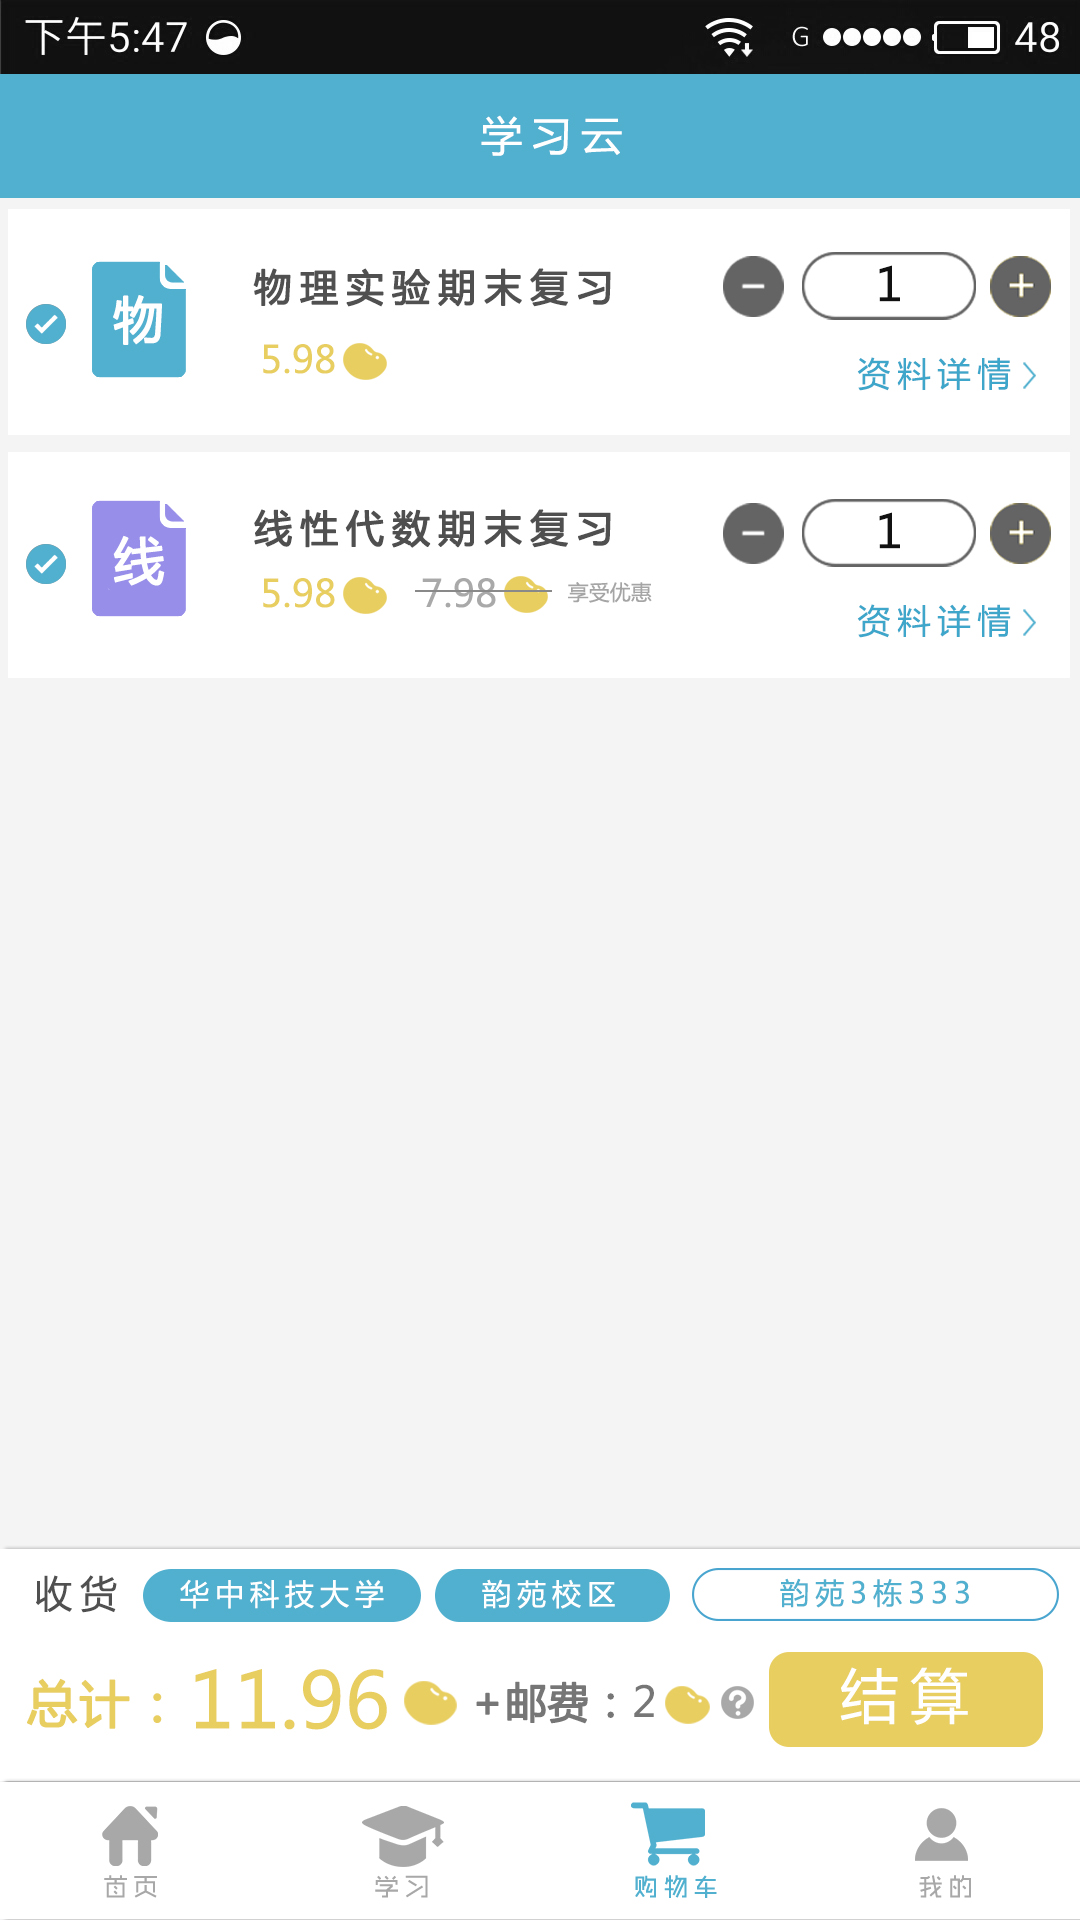 下午5:47 G 48
学习云
物 物理实验期末复习 1
5.98 资料详情
线 线性代数期末复习 1
5.98 7.98 享受优惠 资料详情
收货 华中科技大学 韵苑校区 韵苑3栋333
总计：11.96 +邮费：2 ? 结算
首页 学习 购物车 我的